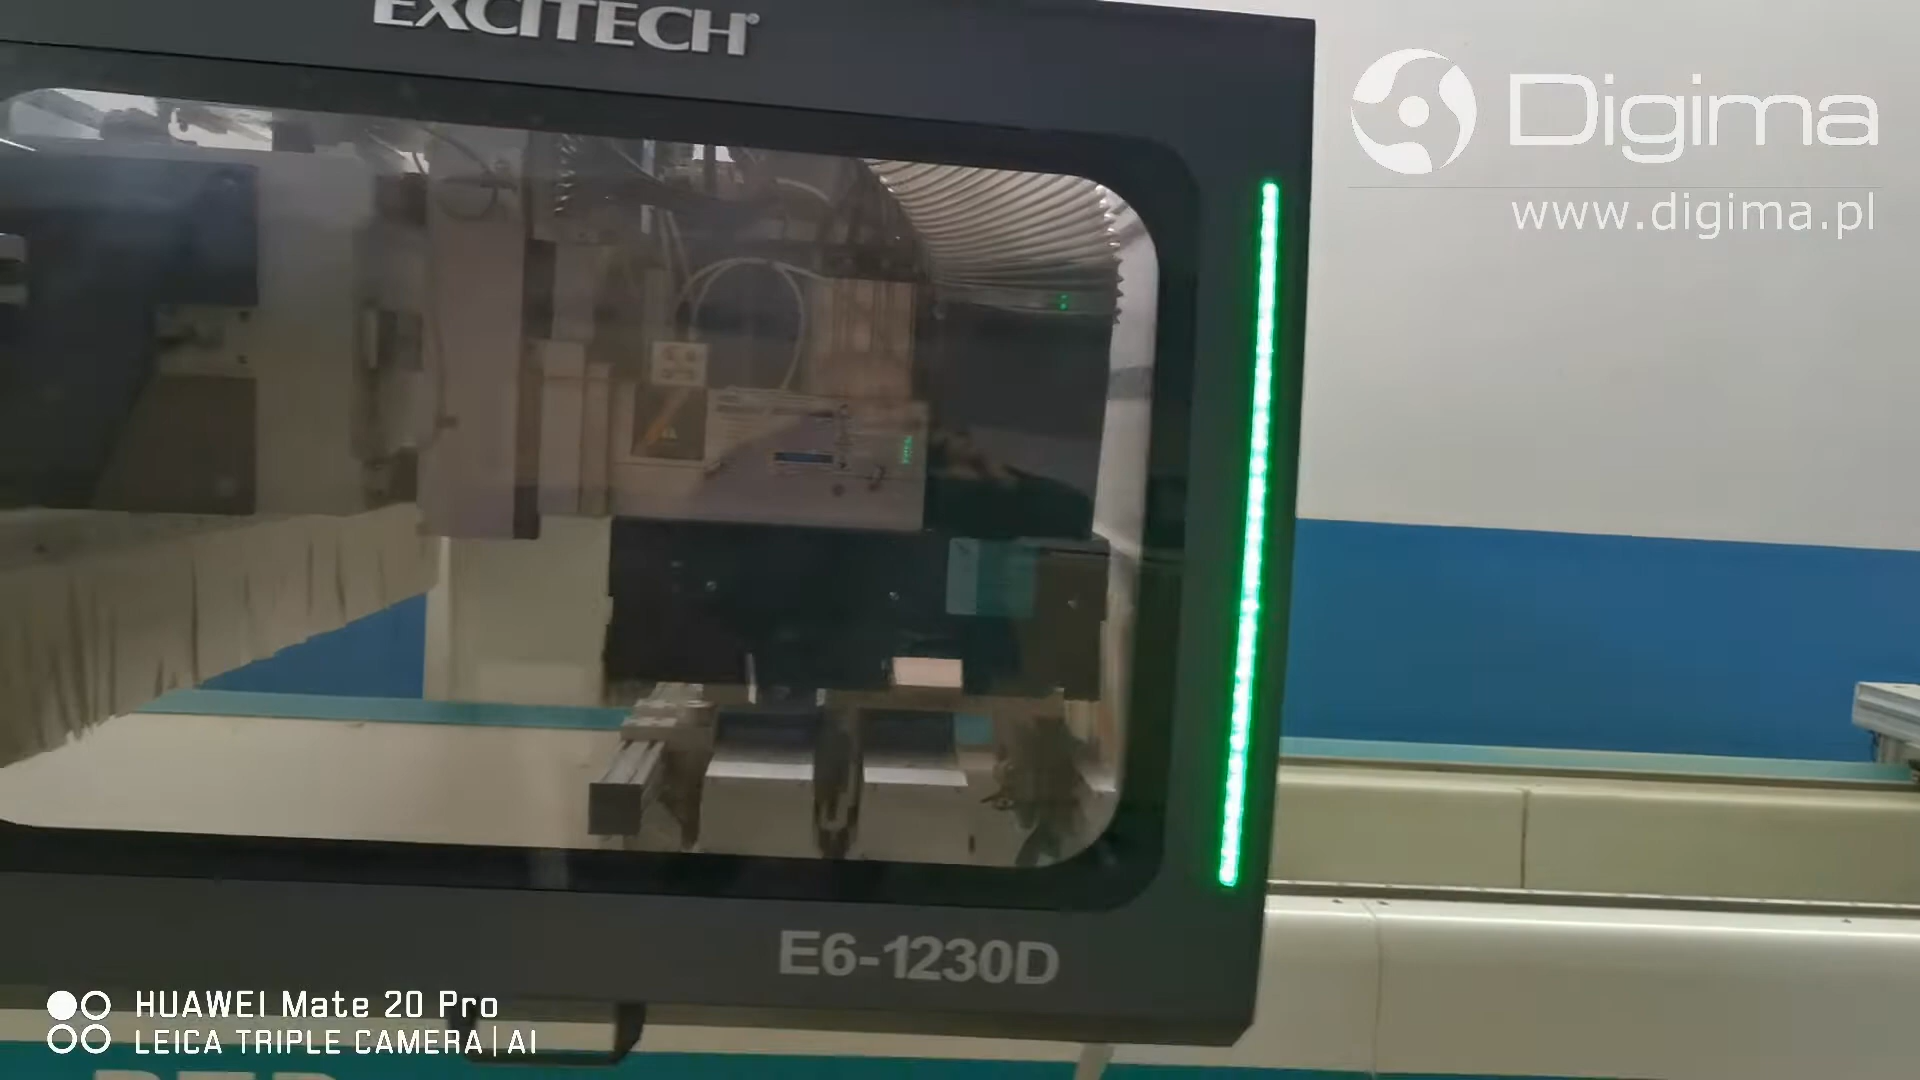 EXCITECH
Digima
www.digima.pl
E6-1230D
HUAWEI Mate 20 Pro
LEICA TRIPLE CAMERA|AI